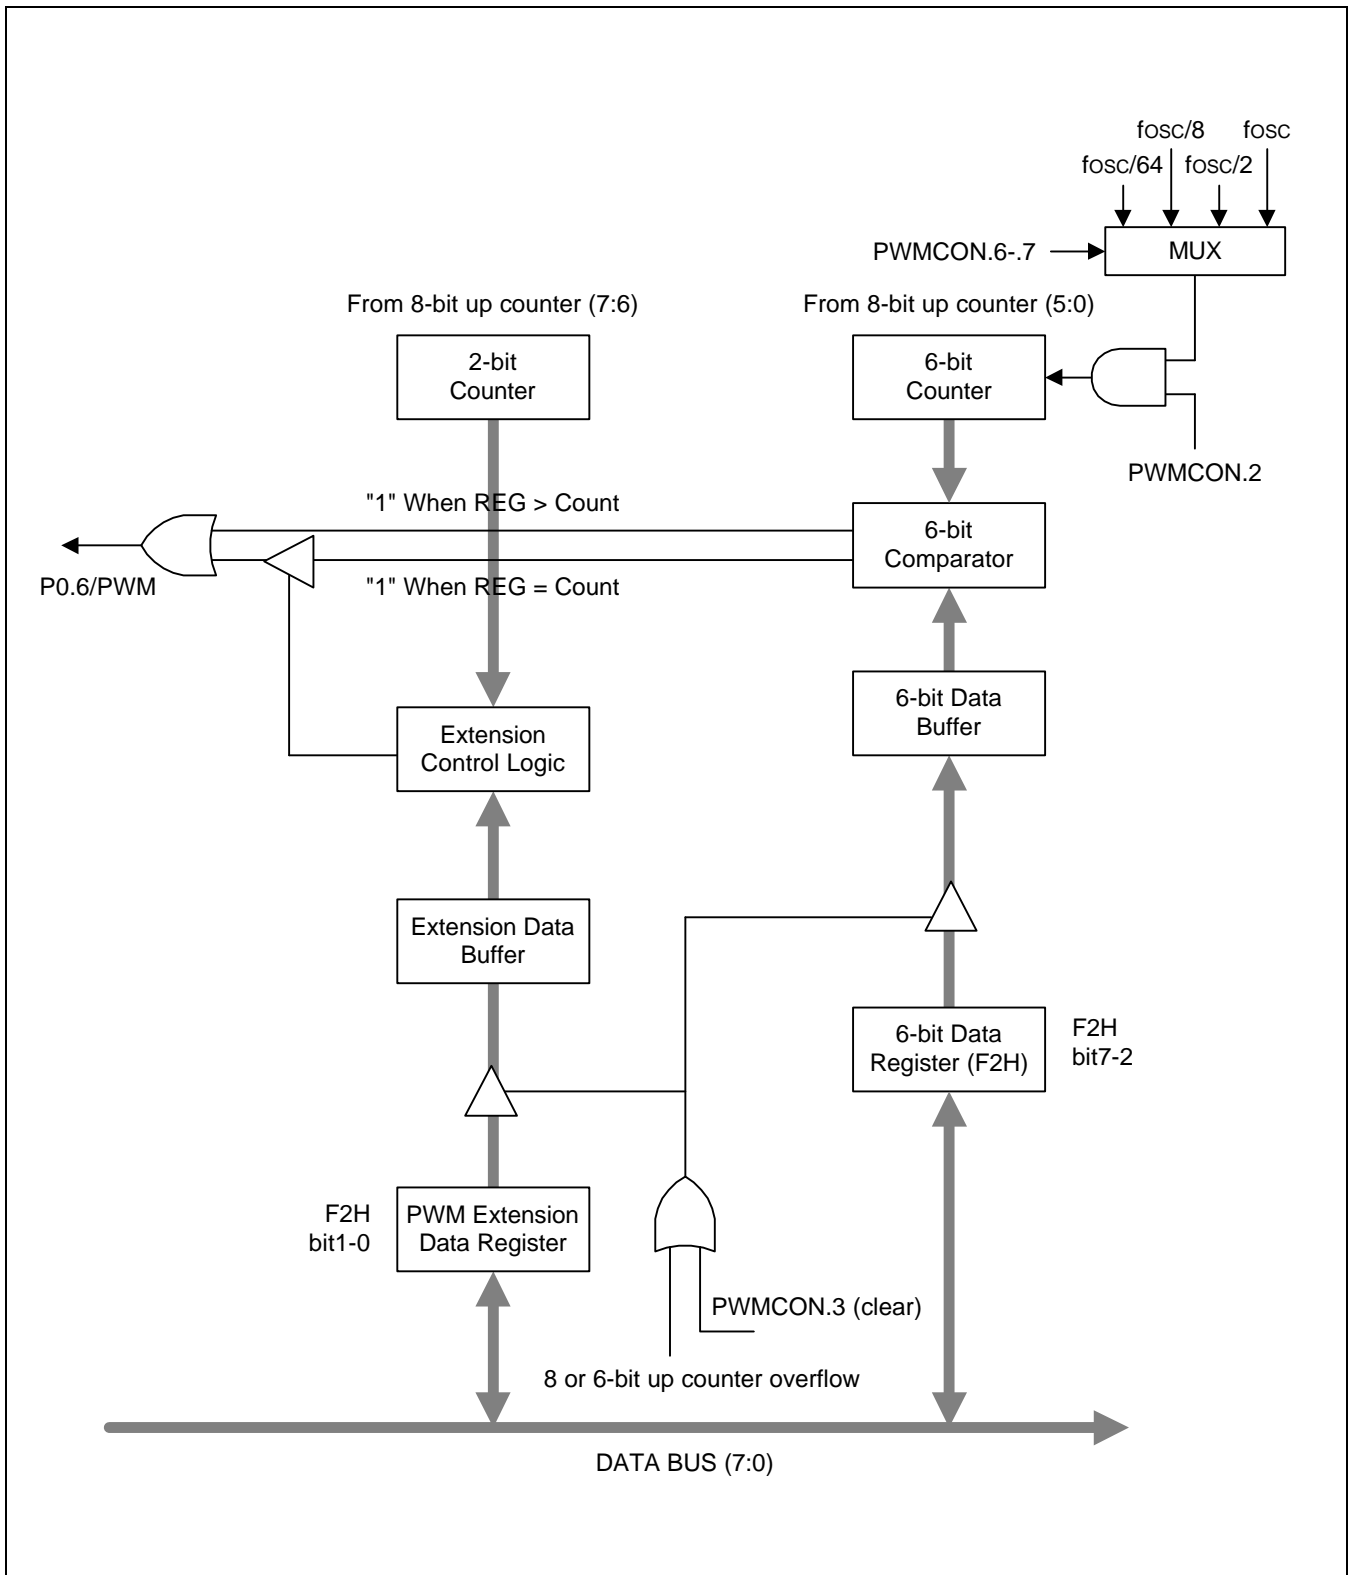 fosc/8 fosc
fosc/64 fosc/2
PWMCON.6-.7
MUX
From 8-bit up counter (7:6)
From 8-bit up counter (5:0)
2-bit
Counter
6-bit
Counter
PWMCON.2
"1" When REG > Count
6-bit
Comparator
P0.6/PWM
"1" When REG = Count
6-bit Data
Buffer
Extension
Control Logic
Extension Data
Buffer
6-bit Data
Register (F2H)
F2H
bit7-2
F2H
bit1-0
PWM Extension
Data Register
PWMCON.3 (clear)
8 or 6-bit up counter overflow
DATA BUS (7:0)